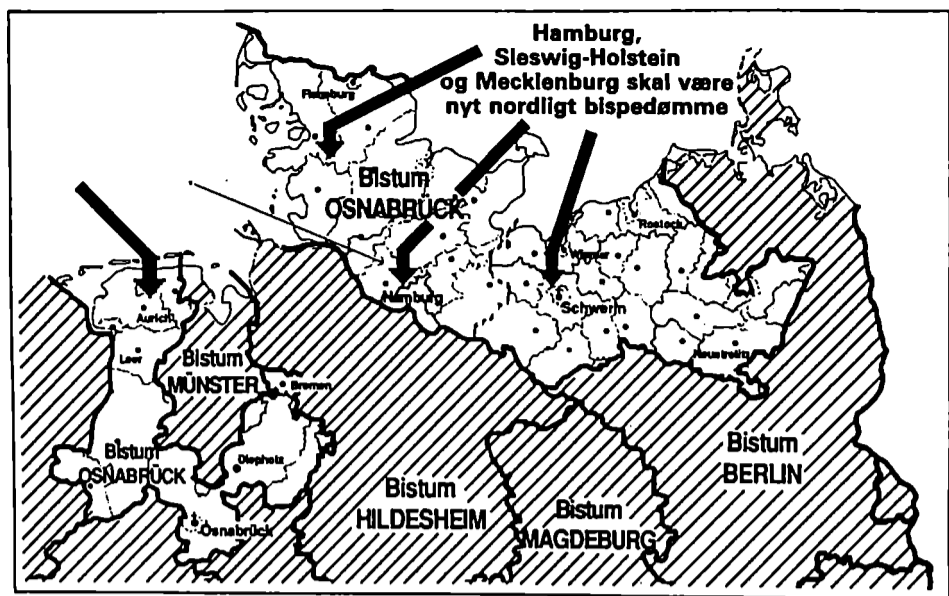 Hamburg,
Sleswig-Holstein
og Mecklenburg skal være
nyt nordligt bispedømme
Flensburg
Bistum
OSNABRÜCK
Rostock
Wismar
Hamburg
Schwerin
Neustrelitz
Aurich
Leer
Bistum
MÜNSTER
Bremen
Bistum
OSNABRÜCK
Diepholz
Osnabrück
Bistum
HILDESHEIM
Bistum
MAGDEBURG
Bistum
BERLIN